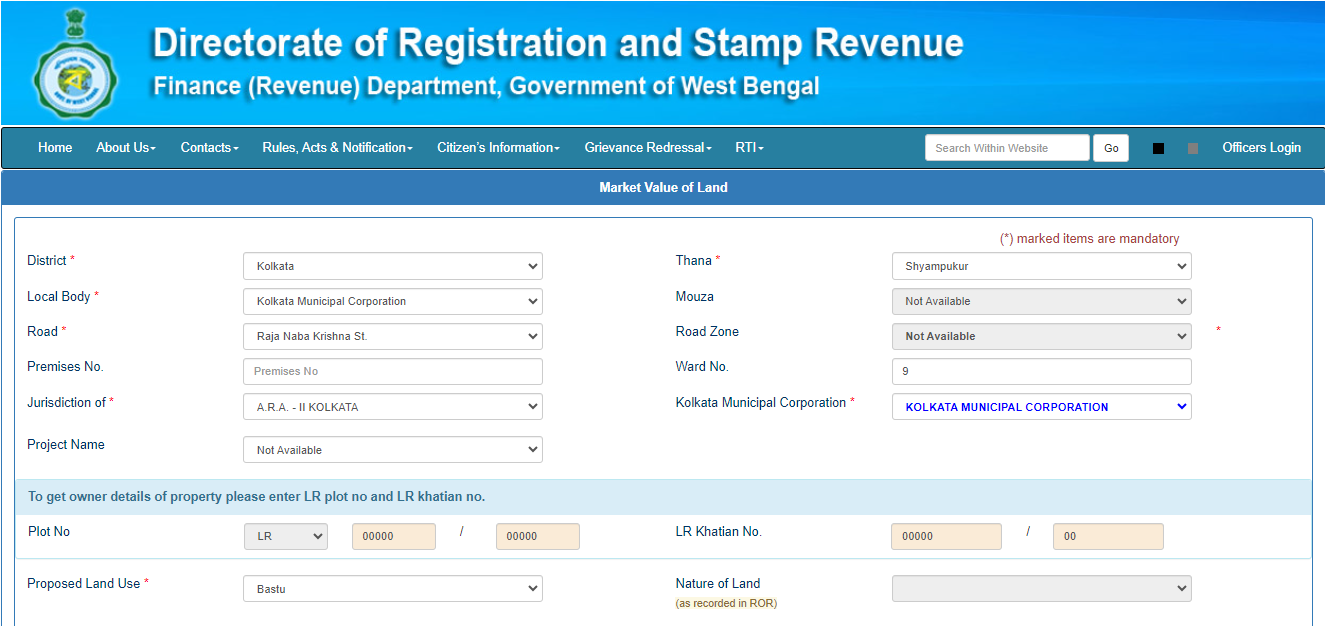 Directorate of Registration and Stamp Revenue
Finance (Revenue) Department, Government of West Bengal
Home About Us Contacts Rules, Acts & Notification Citizen's Information Grievance Redressal RTI Search Within Website Go Officers Login
Market Value of Land
(*) marked items are mandatory
District * Kolkata Thana * Shyampukur
Local Body * Kolkata Municipal Corporation Mouza Not Available
Road * Raja Naba Krishna St. Road Zone Not Available *
Premises No. Premises No Ward No. 9
Jurisdiction of * A.R.A. - II KOLKATA Kolkata Municipal Corporation * KOLKATA MUNICIPAL CORPORATION
Project Name Not Available
To get owner details of property please enter LR plot no and LR khatian no.
Plot No LR 00000 / 00000 LR Khatian No. 00000 / 00
Proposed Land Use * Bastu Nature of Land
(as recorded in ROR)